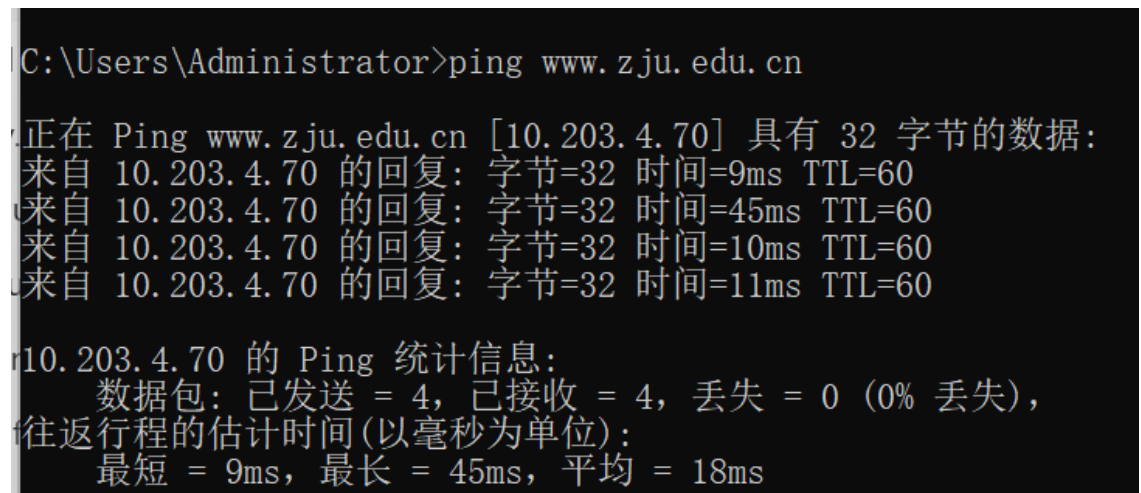 C:\Users\Administrator>ping www.zju.edu.cn
正在 Ping www.zju.edu.cn [10.203.4.70] 具有 32 字节的数据:
来自 10.203.4.70 的回复: 字节=32 时间=9ms TTL=60
来自 10.203.4.70 的回复: 字节=32 时间=45ms TTL=60
来自 10.203.4.70 的回复: 字节=32 时间=10ms TTL=60
来自 10.203.4.70 的回复: 字节=32 时间=11ms TTL=60
10.203.4.70 的 Ping 统计信息:
数据包: 已发送 = 4, 已接收 = 4, 丢失 = 0 (0% 丢失),
往返行程的估计时间(以毫秒为单位):
最短 = 9ms, 最长 = 45ms, 平均 = 18ms